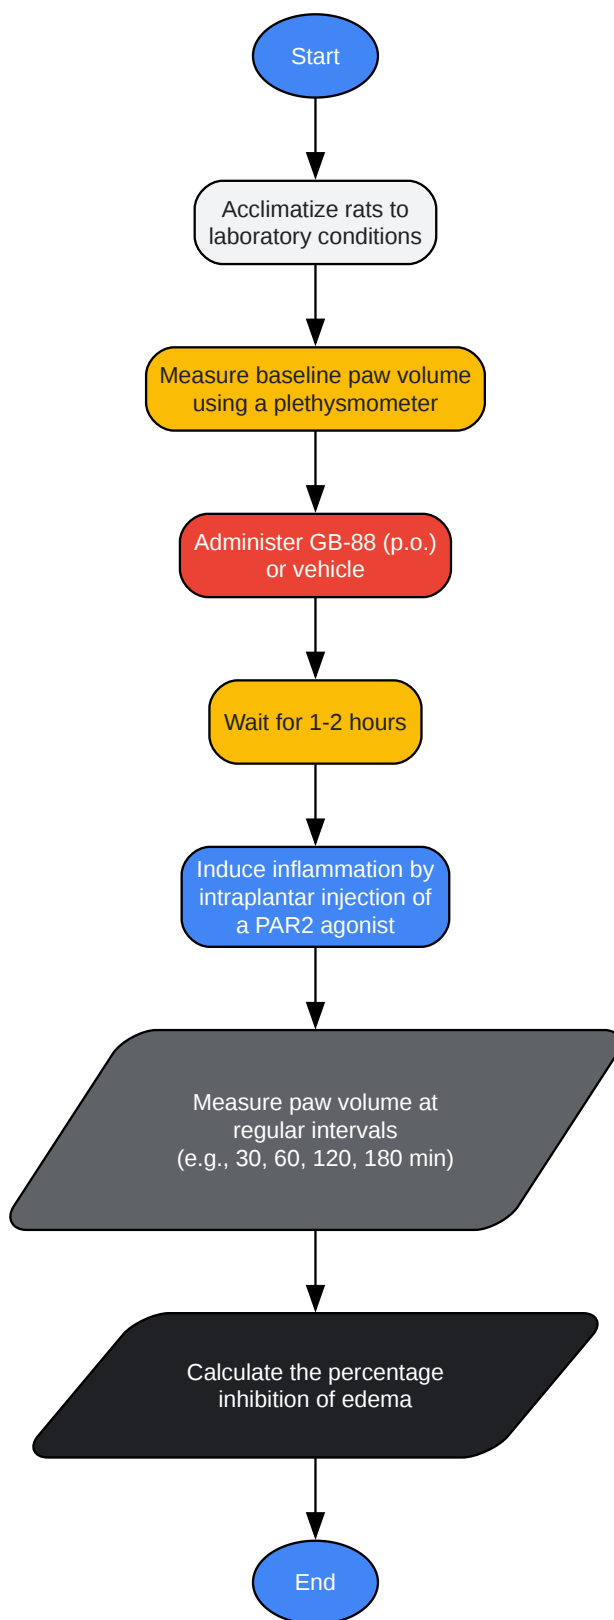 Start
Acclimatize rats to
laboratory conditions
Measure baseline paw volume
using a plethysmometer
Administer GB-88 (p.o.)
or vehicle
Wait for 1-2 hours
Induce inflammation by
intraplantar injection of
a PAR2 agonist
Measure paw volume at
regular intervals
(e.g., 30, 60, 120, 180 min)
Calculate the percentage
inhibition of edema
End